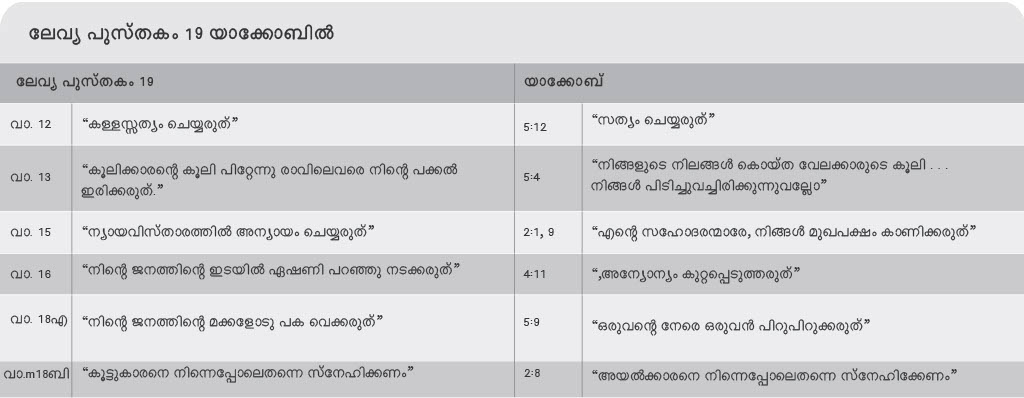 ലേവ്യ പുസ്തകം 19 യാക്കോബിൽ
ലേവ്യ പുസ്തകം 19 യാക്കോബ്
വാ. 12 “കള്ളസ്സത്യം ചെയ്യരുത്” 5:12 “സത്യം ചെയ്യരുത്”
വാ. 13 “കൂലിക്കാരന്റെ കൂലി പിറ്റേന്നു രാവിലെവരെ നിന്റെ പക്കൽ
ഇരിക്കരുത്.”
5:4 “നിങ്ങളുടെ നിലങ്ങൾ കൊയ്ത വേലക്കാരുടെ കൂലി . . .
നിങ്ങൾ പിടിച്ചുവച്ചിരിക്കുന്നുവല്ലോ”
വാ. 15 “ന്യായവിസ്താരത്തിൽ അന്യായം ചെയ്യരുത്” 2:1, 9 “എന്റെ സഹോദരന്മാരേ, നിങ്ങൾ മുഖപക്ഷം കാണിക്കരുത്”
വാ. 16 “നിന്റെ ജനത്തിന്റെ ഇടയിൽ ഏഷണി പറഞ്ഞു നടക്കരുത്” 4:11 “,അന്യോന്യം കുറ്റപ്പെടുത്തരുത്”
വാ. 18എ) “നിന്റെ ജനത്തിന്റെ മക്കളോടു പക വെക്കരുത്” 5:9 “ഒരുവന്റെ നേരെ ഒരുവൻ പിറുപിറുക്കരുത്”
വാ.m18ബി “കൂട്ടുകാരനെ നിന്നെപ്പോലെതന്നെ സ്നേഹിക്കണം” 2:8 “അയൽക്കാരനെ നിന്നെപ്പോലെതന്നെ സ്നേഹിക്കേണം”